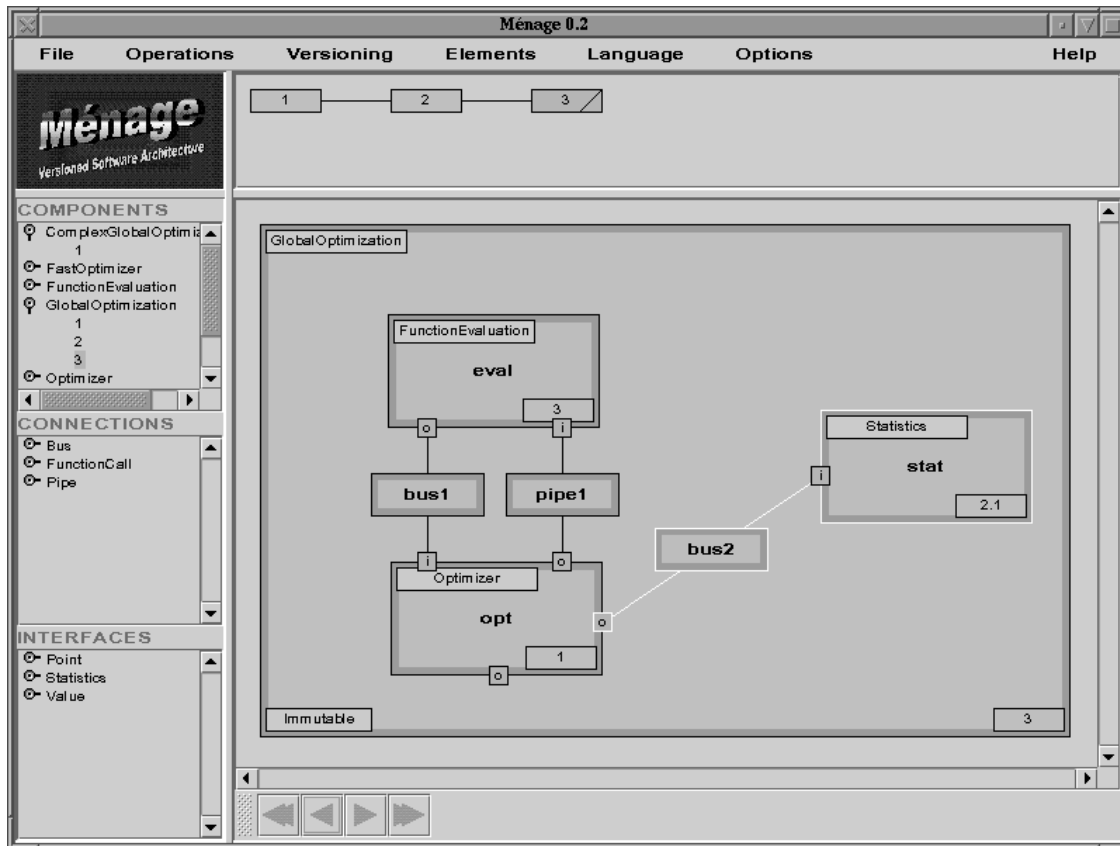 Ménage 0.2
File Operations Versioning Elements Language Options Help
Ménage
Versioned Software Architecture
1 2 3
COMPONENTS
ComplexGlobalOptimiz
1
FastOptimizer
FunctionEvaluation
GlobalOptimization
1
2
3
Optimizer
CONNECTIONS
Bus
FunctionCall
Pipe
INTERFACES
Point
Statistics
Value
GlobalOptimization
FunctionEvaluation
eval
3
o i
bus1 pipe1
i o
Optimizer
opt
o
1
o
bus2
Statistics
i
stat
2.1
Immutable
3